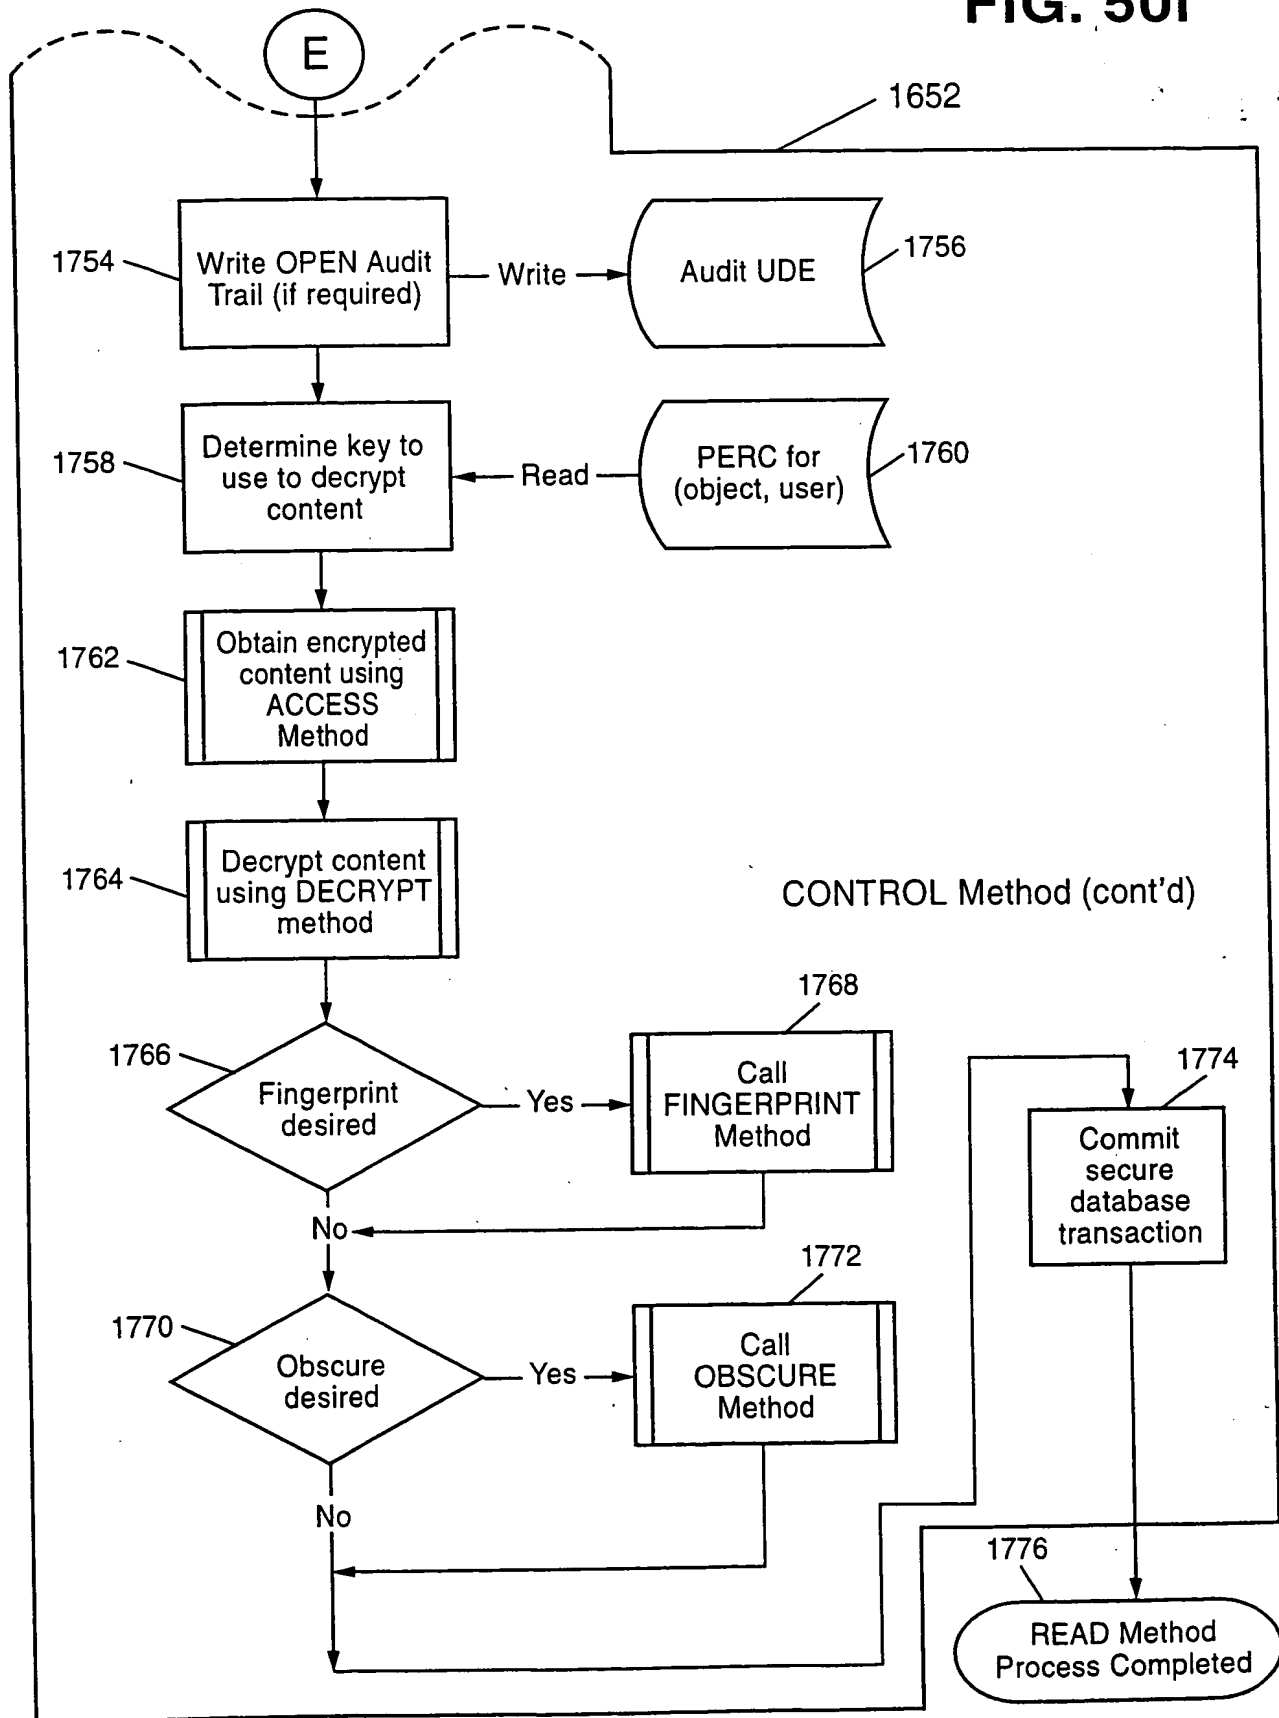 FIG. 50f
E
1652
1754
Write OPEN Audit
Trail (if required)
Write
Audit UDE
1756
1758
Determine key to
use to decrypt
content
Read
PERC for
(object, user)
1760
1762
Obtain encrypted
content using
ACCESS
Method
1764
Decrypt content
using DECRYPT
method
CONTROL Method (cont'd)
1766
Fingerprint
desired
Yes
1768
Call
FINGERPRINT
Method
1774
Commit
secure
database
transaction
No
1770
Obscure
desired
Yes
1772
Call
OBSCURE
Method
No
1776
READ Method
Process Completed